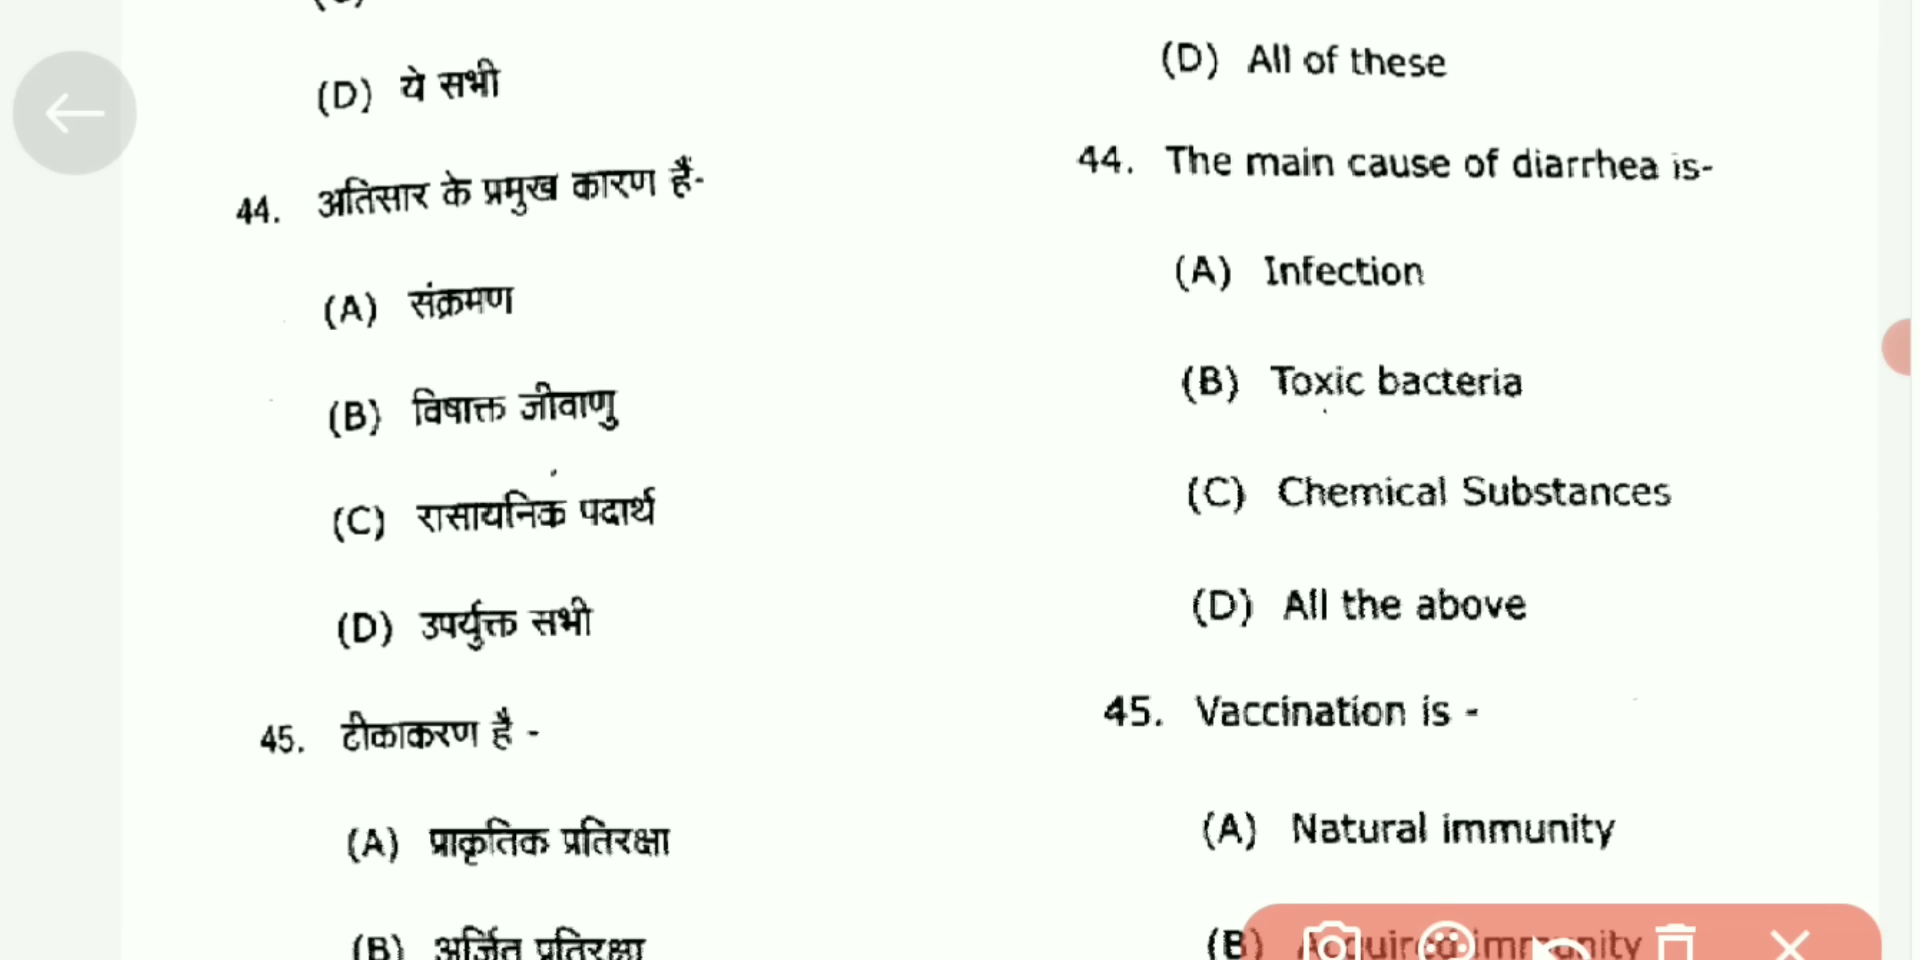 (D) ये सभी
44. अतिसार के प्रमुख कारण हैं-
(A) संक्रमण
(B) विषाक्त जीवाणु
(C) रासायनिक पदार्थ
(D) उपर्युक्त सभी
45. टीकाकरण है -
(A) प्राकृतिक प्रतिरक्षा
(B) अर्जित प्रतिरक्षा
(D) All of these
44. The main cause of diarrhea is-
(A) Infection
(B) Toxic bacteria
(C) Chemical Substances
(D) All the above
45. Vaccination is -
(A) Natural immunity
(B) Acquired immunity